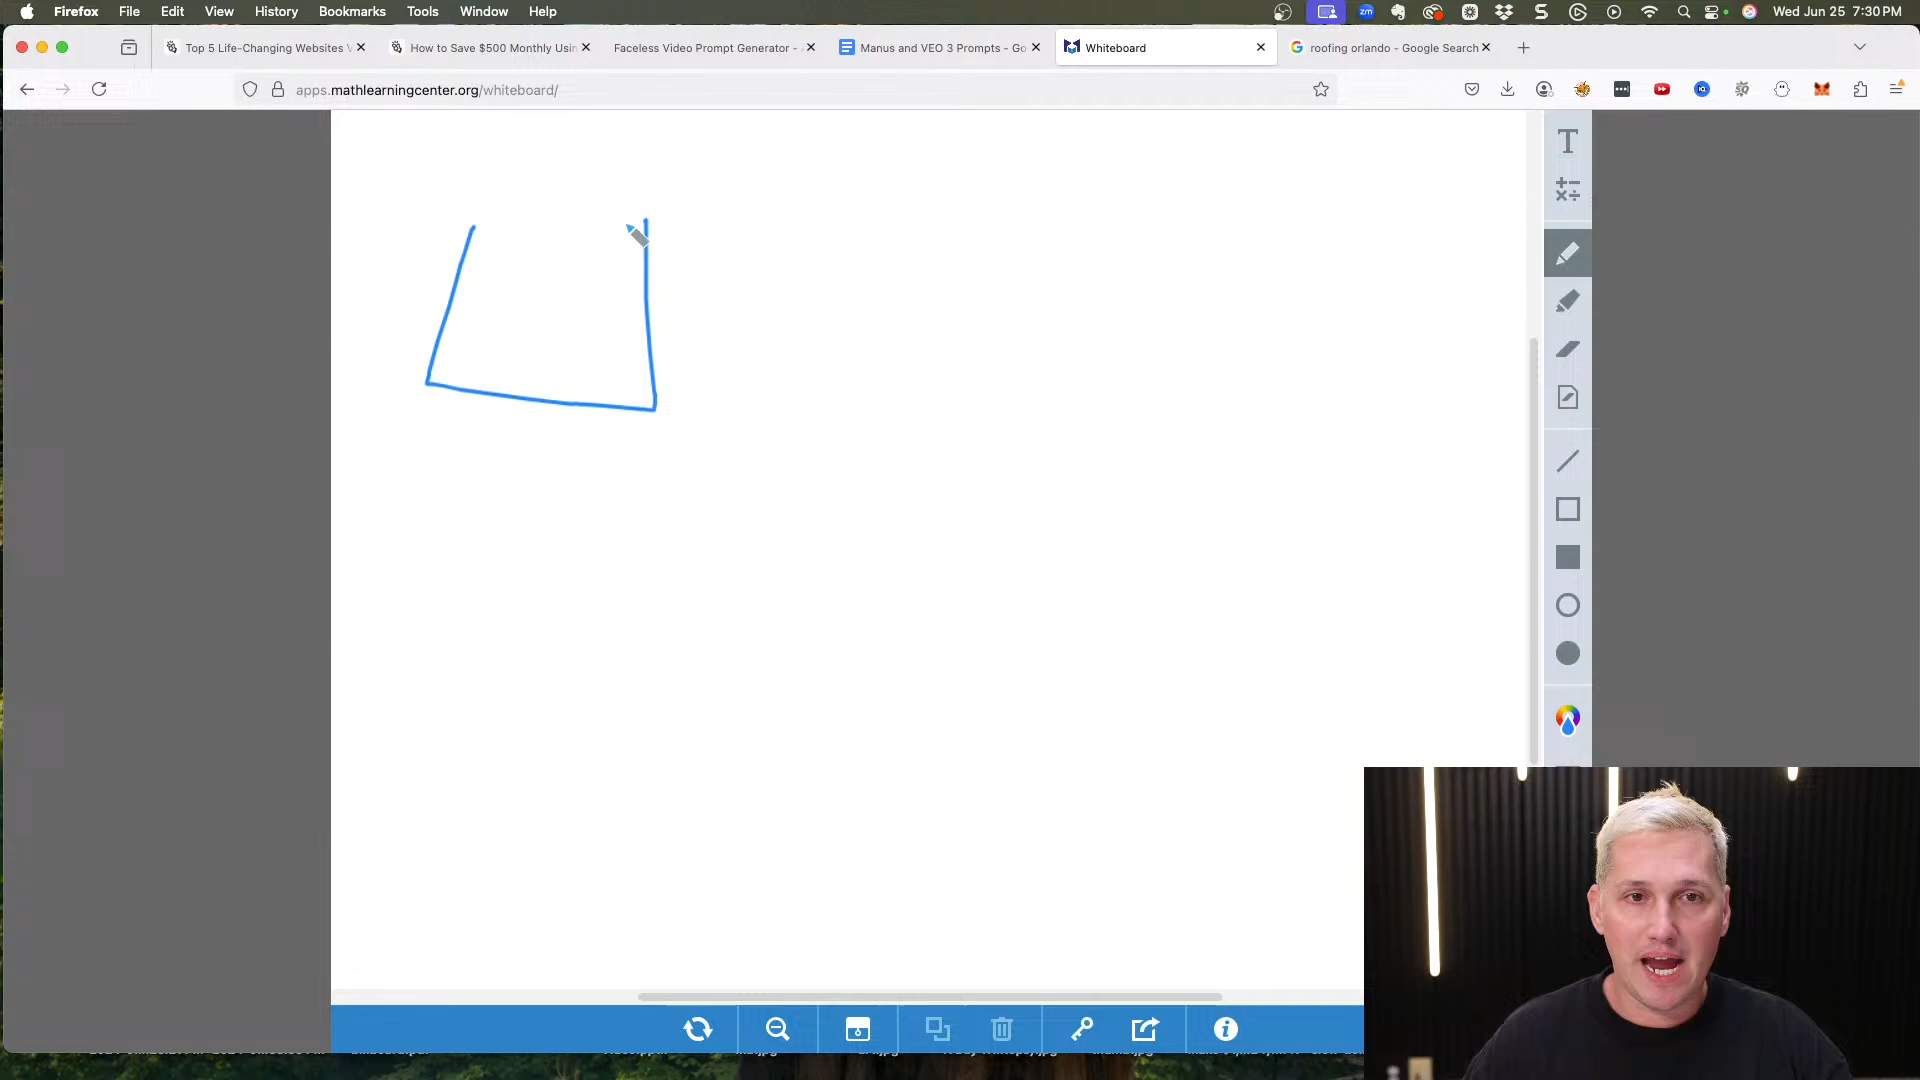 Firefox File Edit View History Bookmarks Tools Window Help Wed Jun 25 7:30 PM
Top 5 Life-Changing Websites
How to Save $500 Monthly Usin
Faceless Video Prompt Generator -
Manus and VEO 3 Prompts - Go
Whiteboard
roofing orlando - Google Search
apps.mathlearningcenter.org/whiteboard/
T